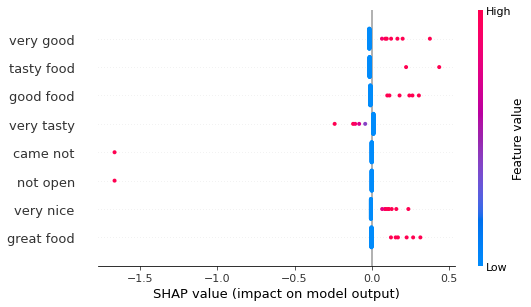 High
very good
tasty food
good food
very tasty
came not
not open
very nice
great food
Feature value
Low
−1.5 −1.0 −0.5 0.0 0.5
SHAP value (impact on model output)